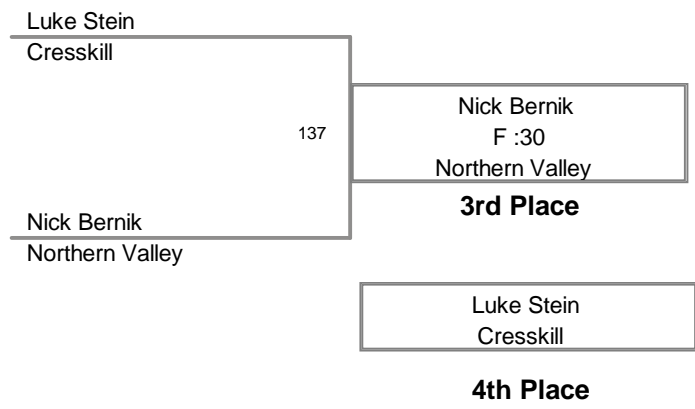 Luke Stein
Cresskill
137
Nick Bernik
F :30
Northern Valley
3rd Place
Nick Bernik
Northern Valley
Luke Stein
Cresskill
4th Place